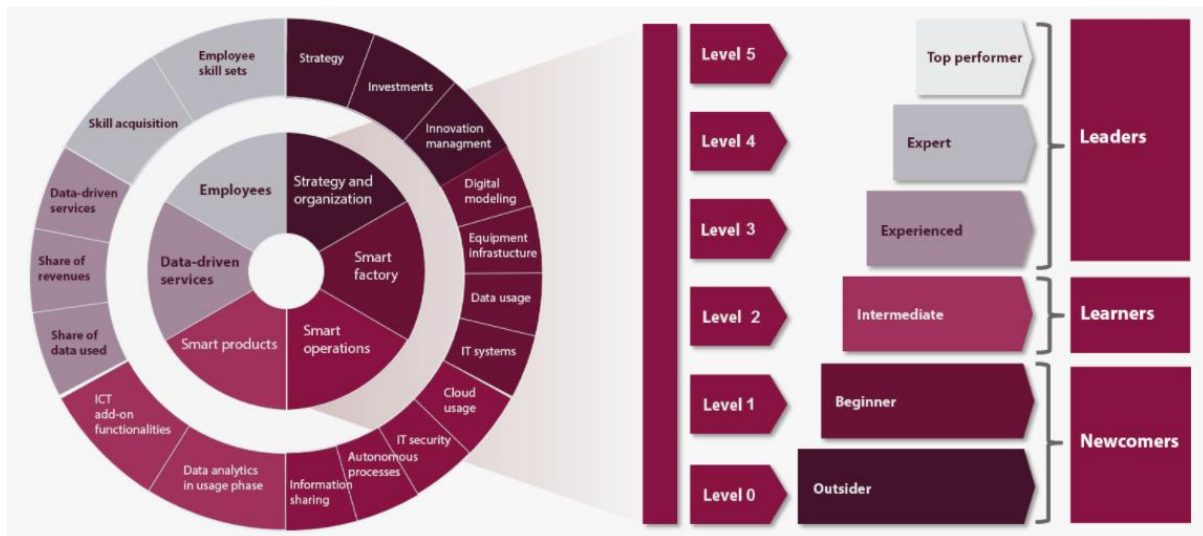 Employee
skill sets
Strategy
Investments
Innovation
managment
Digital
modeling
Equipment
infrastucture
Data usage
IT systems
Cloud
usage
IT security
Autonomous
processes
Information
sharing
Data analytics
in usage phase
ICT
add-on
functionalities
Share of
data used
Share of
revenues
Data-driven
services
Skill acquisition
Employees
Strategy and
organization
Smart
factory
Smart
operations
Smart products
Data-driven
services
Level 5
Top performer
Level 4
Expert
Leaders
Level 3
Experienced
Level 2
Intermediate
Learners
Level 1
Beginner
Newcomers
Level 0
Outsider